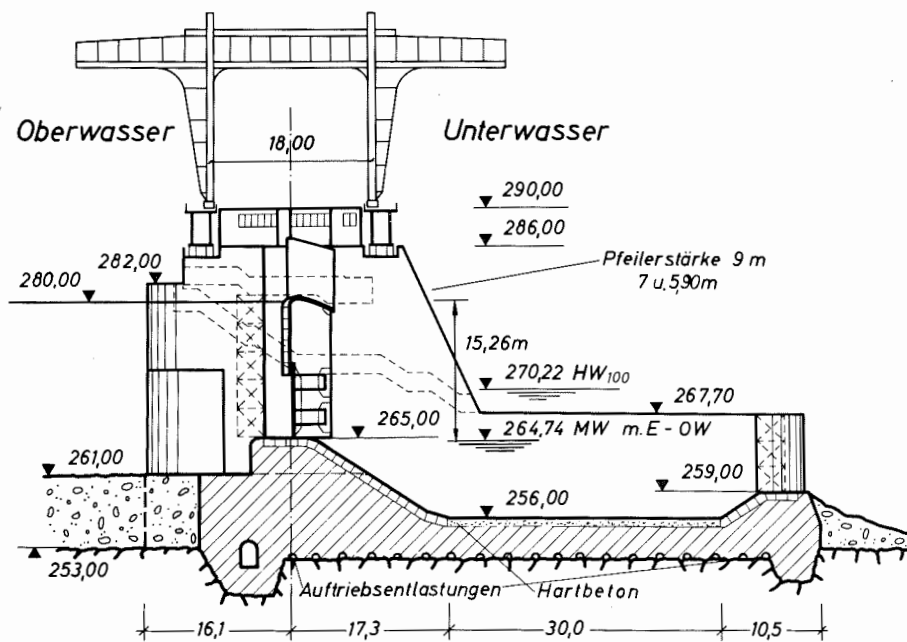 Oberwasser
Unterwasser
18,00
290,00
286,00
Pfeilerstärke 9 m
7 u. 5,90m
282,00
280,00
15,26m
270,22 HW100
267,70
265,00
264,74 MW m.E-OW
261,00
259,00
256,00
253,00
Auftriebsentlastungen
Hartbeton
16,1
17,3
30,0
10,5